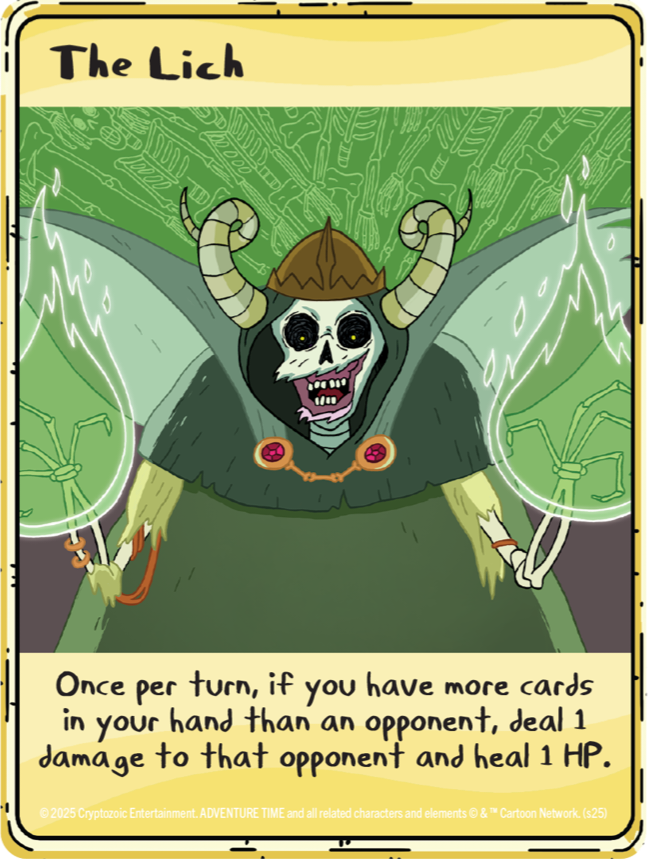 The Lich
Once per turn, if you have more cards
in your hand than an opponent, deal 1
damage to that opponent and heal 1 HP.
© 2025 Cryptozoic Entertainment. ADVENTURE TIME and all related characters and elements © & ™ Cartoon Network. (s25)